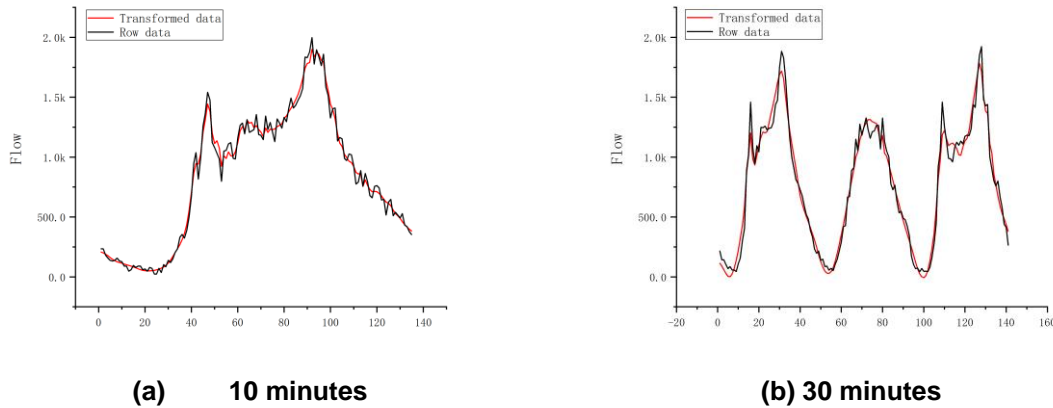 Transformed data
Row data
2.0k
1.5k
1.0k
500.0
0.0
Flow
0 20 40 60 80 100 120 140
Transformed data
Row data
2.0k
1.5k
1.0k
500.0
0.0
Flow
-20 0 20 40 60 80 100 120 140 160
(a) 10 minutes
(b) 30 minutes